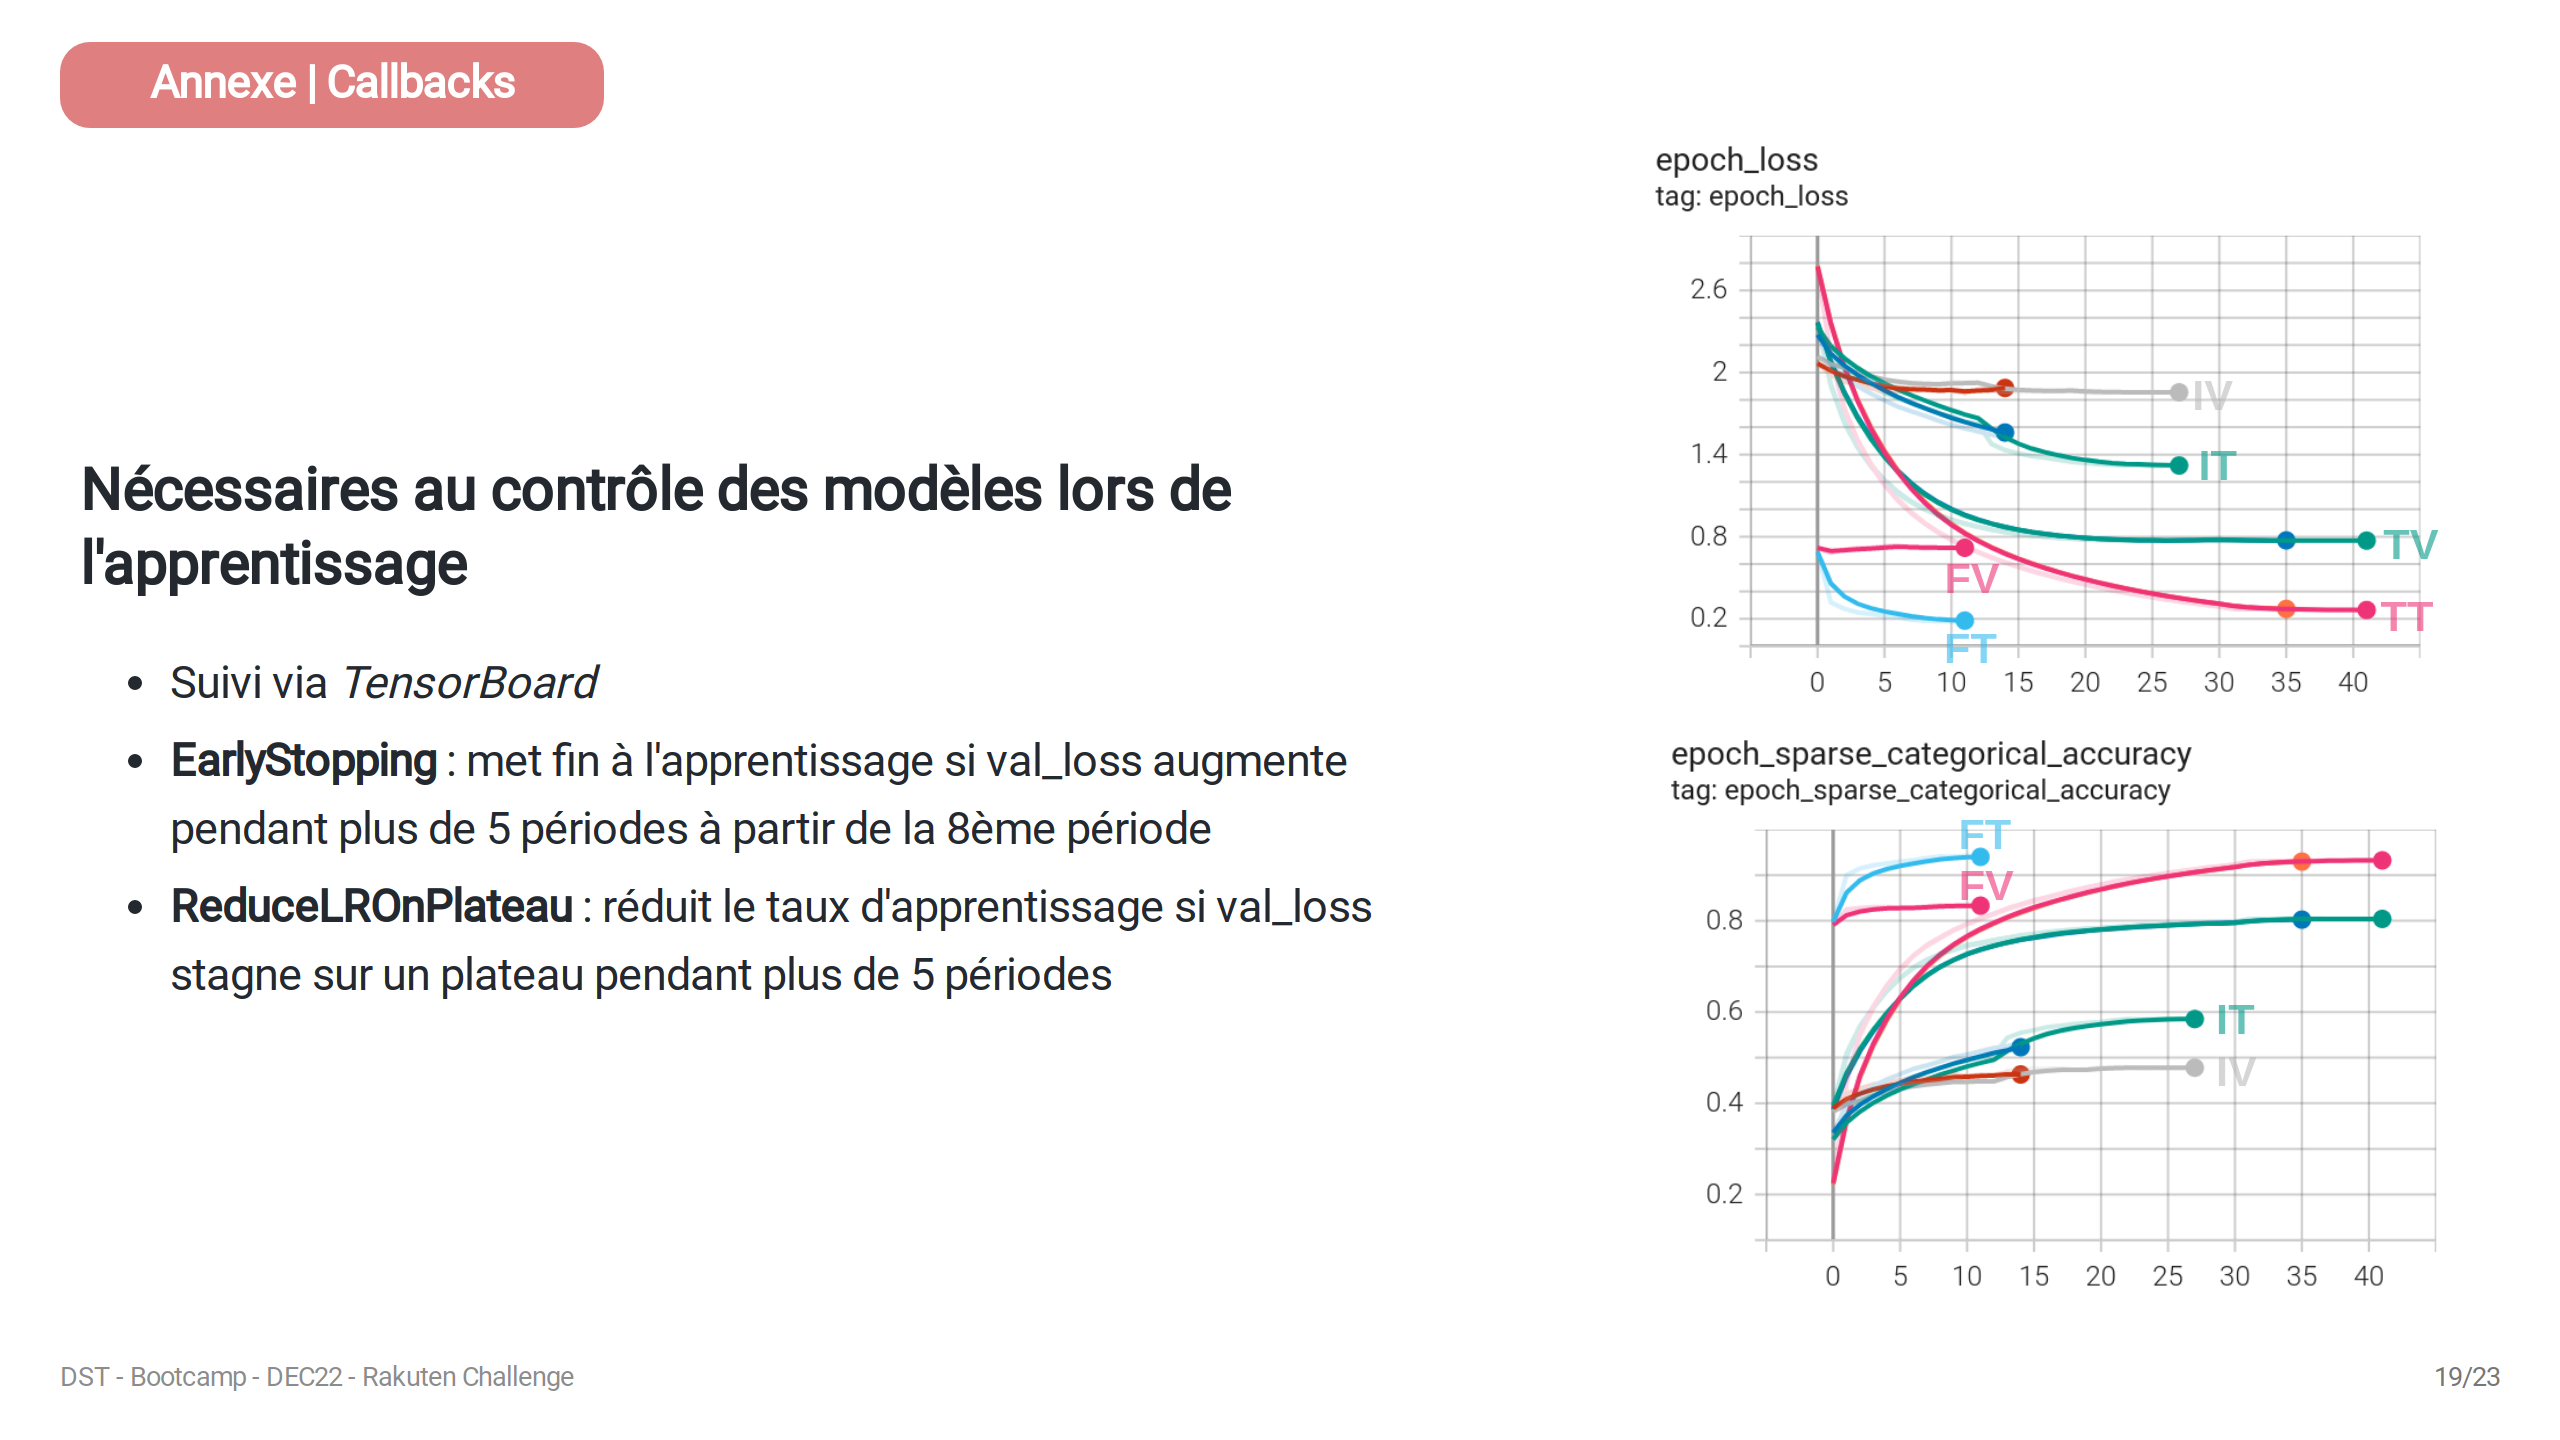 Annexe | Callbacks
Nécessaires au contrôle des modèles lors de
l'apprentissage
• Suivi via TensorBoard
• EarlyStopping : met fin à l'apprentissage si val_loss augmente
pendant plus de 5 périodes à partir de la 8ème période
• ReduceLROnPlateau : réduit le taux d'apprentissage si val_loss
stagne sur un plateau pendant plus de 5 périodes
epoch_loss
tag: epoch_loss
2.6
2
1.4
0.8
0.2
IV
IT
TV
FV
TT
FT
0 5 10 15 20 25 30 35 40
epoch_sparse_categorical_accuracy
tag: epoch_sparse_categorical_accuracy
FT
FV
0.8
0.6
0.4
0.2
IT
IV
0 5 10 15 20 25 30 35 40
DST - Bootcamp - DEC22 - Rakuten Challenge
19/23